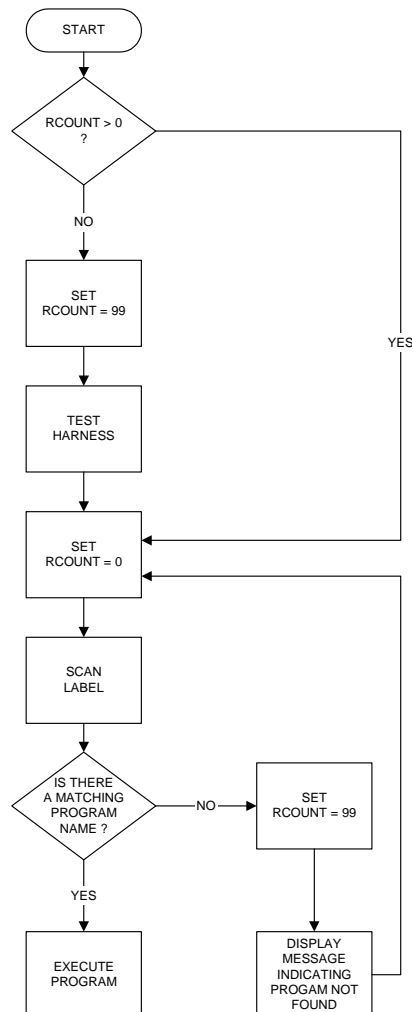 START
RCOUNT > 0
?
NO
YES
SET
RCOUNT = 99
TEST
HARNESS
SET
RCOUNT = 0
SCAN
LABEL
IS THERE
A MATCHING
PROGRAM
NAME ?
NO
SET
RCOUNT = 99
YES
EXECUTE
PROGRAM
DISPLAY
MESSAGE
INDICATING
PROGAM NOT
FOUND